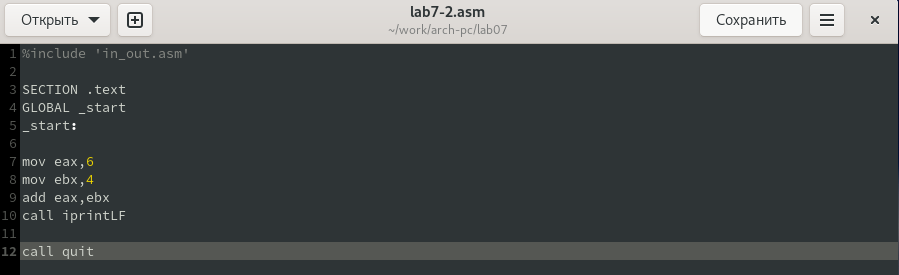 Открыть
lab7-2.asm
~/work/arch-pc/lab07
Сохранить
1 %include 'in_out.asm'
2
3 SECTION .text
4 GLOBAL _start
5 _start:
6
7 mov eax,6
8 mov ebx,4
9 add eax,ebx
10 call iprintLF
11
12 call quit